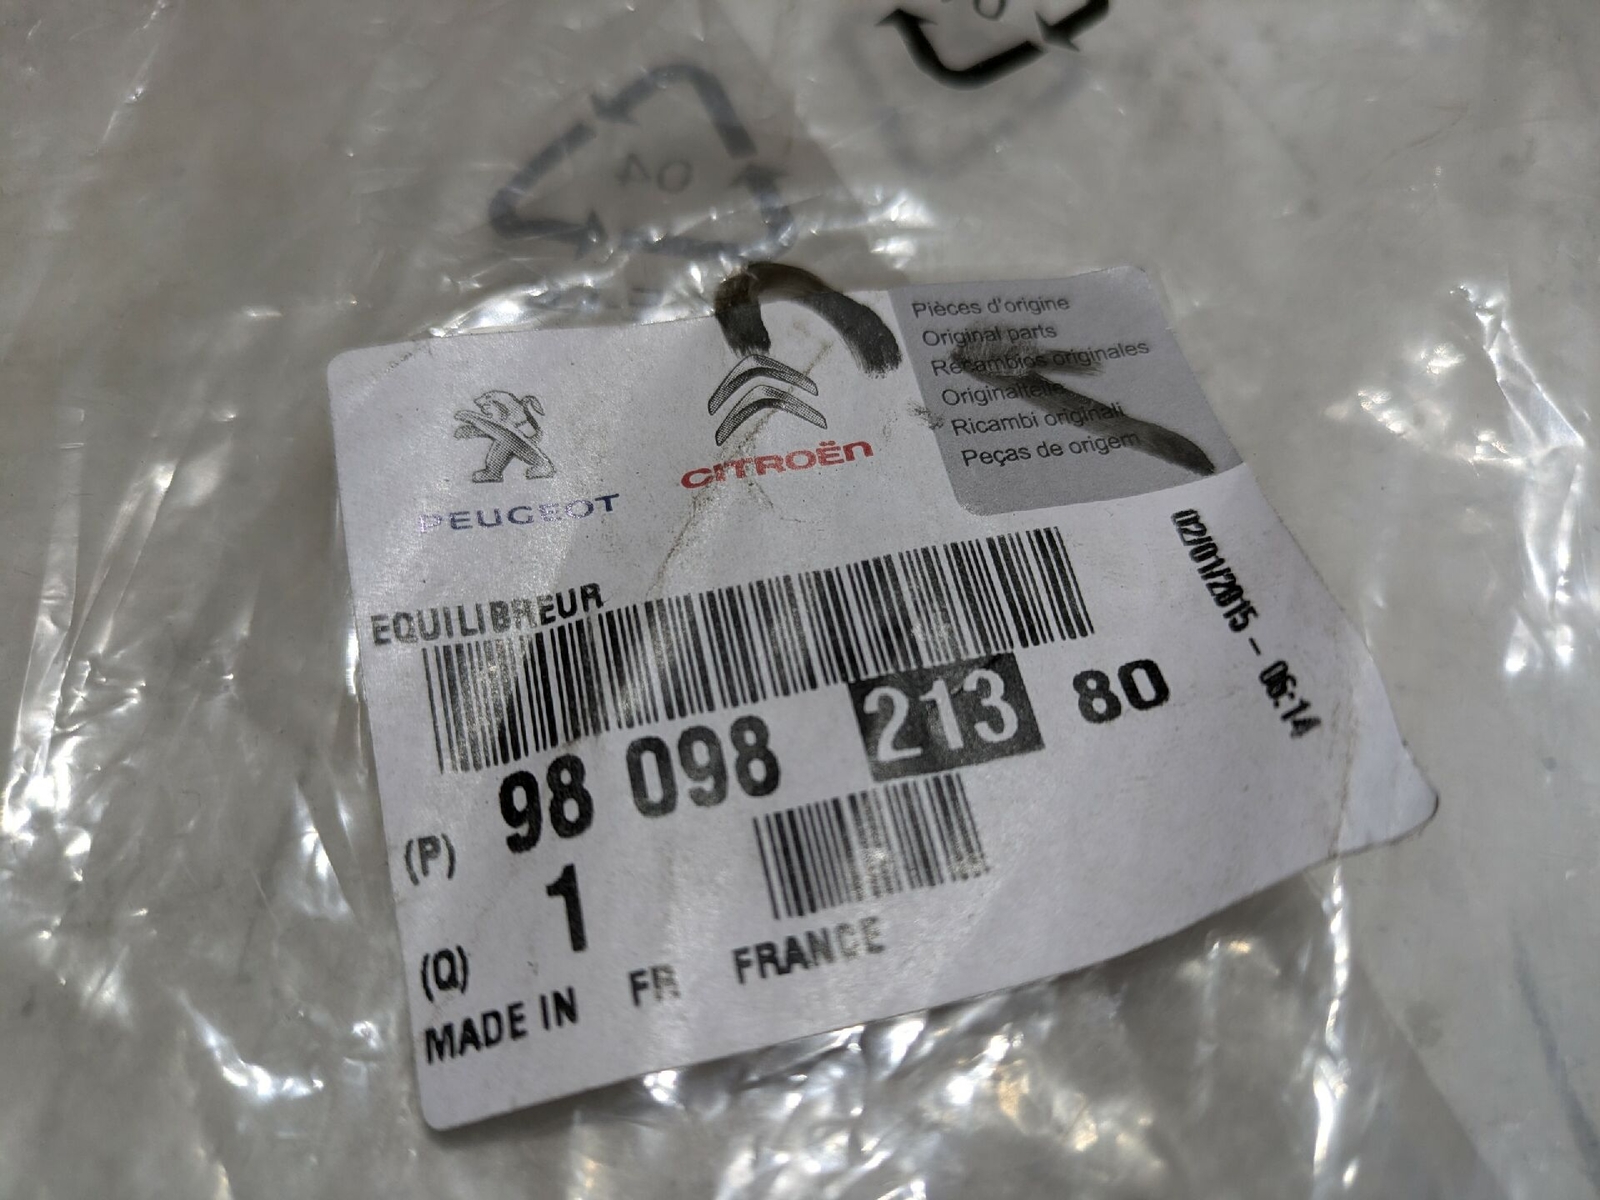 04
PEUGEOT
CITROËN
Pièces d'origine
Original parts
Recambios originales
Originalteile
Ricambi originali
Peças de origem
EQUILIBREUR
02/01/2015 - 06:14
(P) 98 098 213 80
(Q) 1
MADE IN FR FRANCE